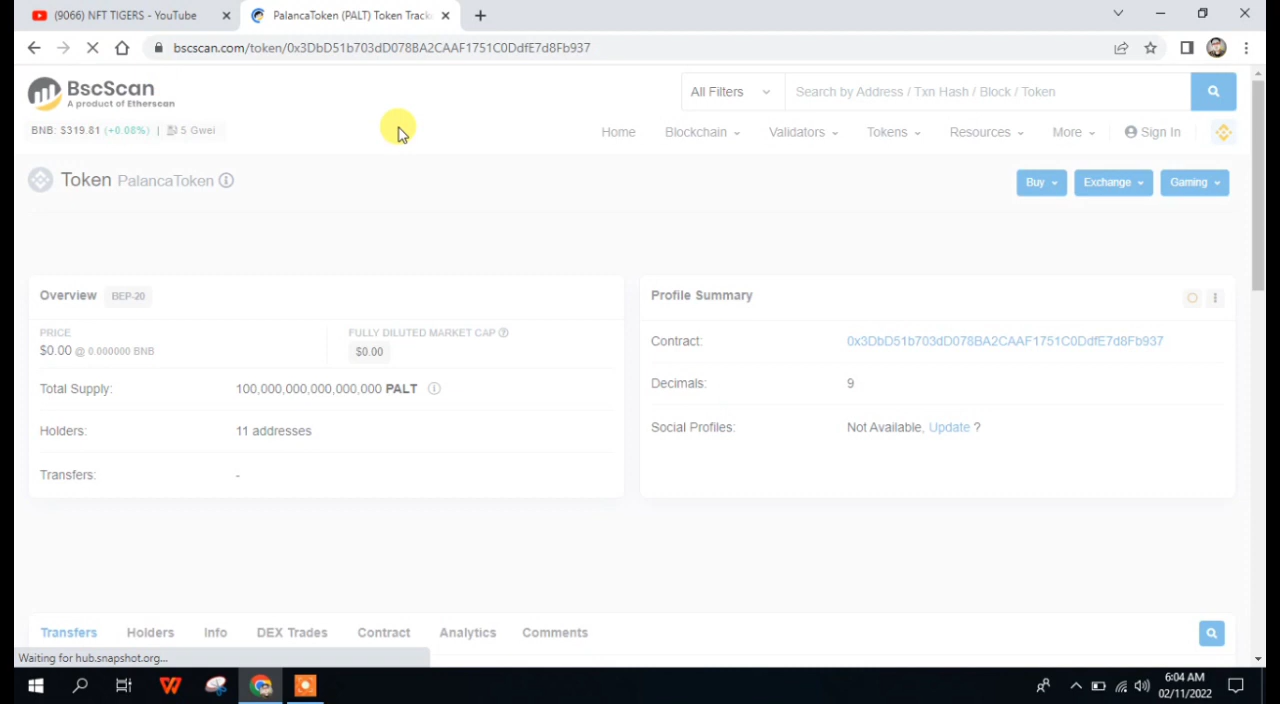 (9066) NFT TIGERS - YouTube
PalancaToken (PALT) Token Track
bscscan.com/token/0x3DbD51b703dD078BA2CAAF1751C0DdfE7d8Fb937
BscScan
A product of Etherscan
All Filters
Search by Address / Txn Hash / Block / Token
BNB: $319.81 (+0.08%) | 5 Gwei
Home Blockchain Validators Tokens Resources More Sign In
Token PalancaToken
Buy Exchange Gaming
Overview BEP-20
PRICE
$0.00 @ 0.000000 BNB
FULLY DILUTED MARKET CAP
$0.00
Total Supply: 100,000,000,000,000,000 PALT
Holders: 11 addresses
Transfers: -
Profile Summary
Contract: 0x3DbD51b703dD078BA2CAAF1751C0DdfE7d8Fb937
Decimals: 9
Social Profiles: Not Available, Update ?
Transfers Holders Info DEX Trades Contract Analytics Comments
Waiting for hub.snapshot.org...
6:04 AM
02/11/2022